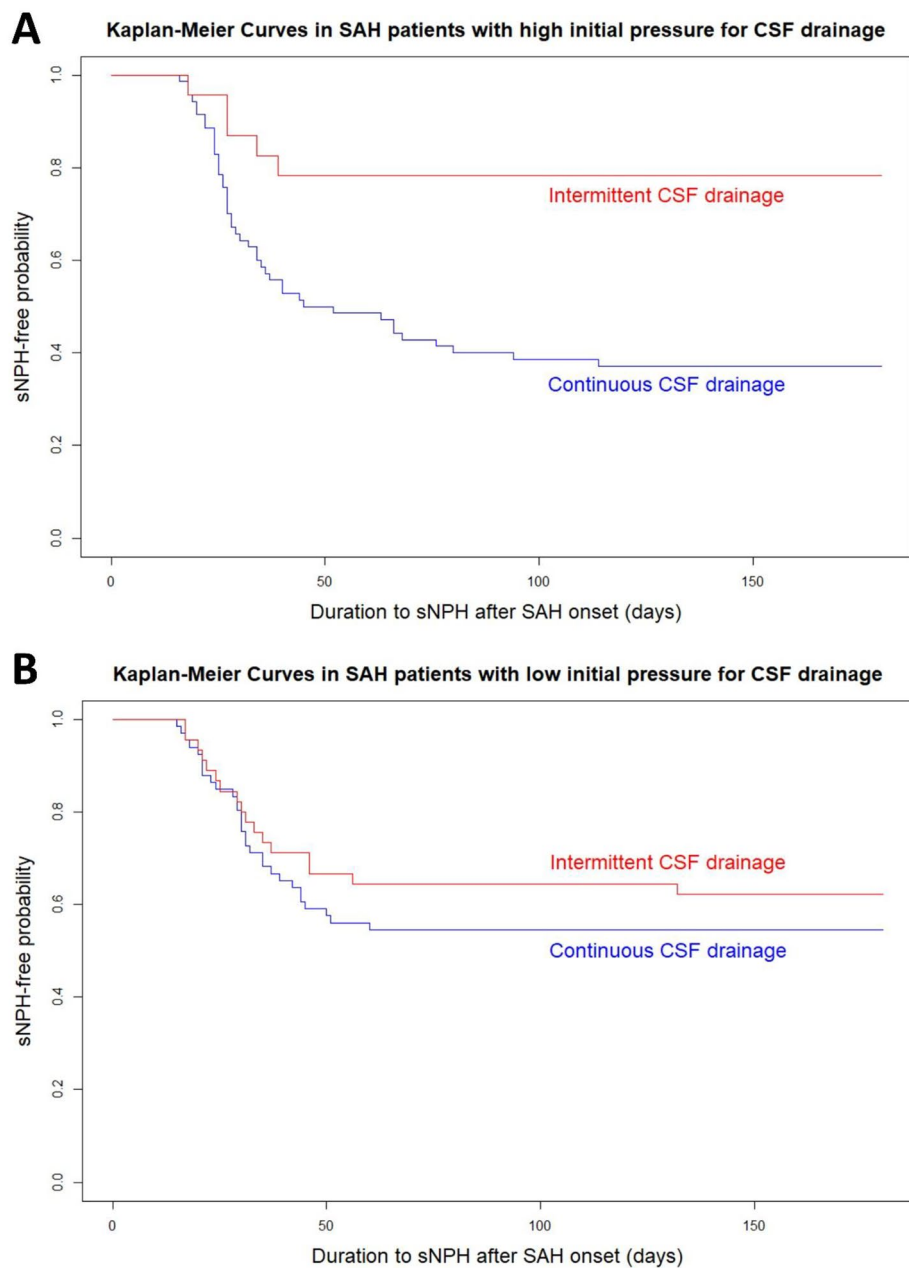 A
Kaplan-Meier Curves in SAH patients with high initial pressure for CSF drainage
1.0
0.8
0.6
0.4
0.2
0.0
sNPH-free probability
Intermittent CSF drainage
Continuous CSF drainage
0
50
100
150
Duration to sNPH after SAH onset (days)
B
Kaplan-Meier Curves in SAH patients with low initial pressure for CSF drainage
1.0
0.8
0.6
0.4
0.2
0.0
sNPH-free probability
Intermittent CSF drainage
Continuous CSF drainage
0
50
100
150
Duration to sNPH after SAH onset (days)